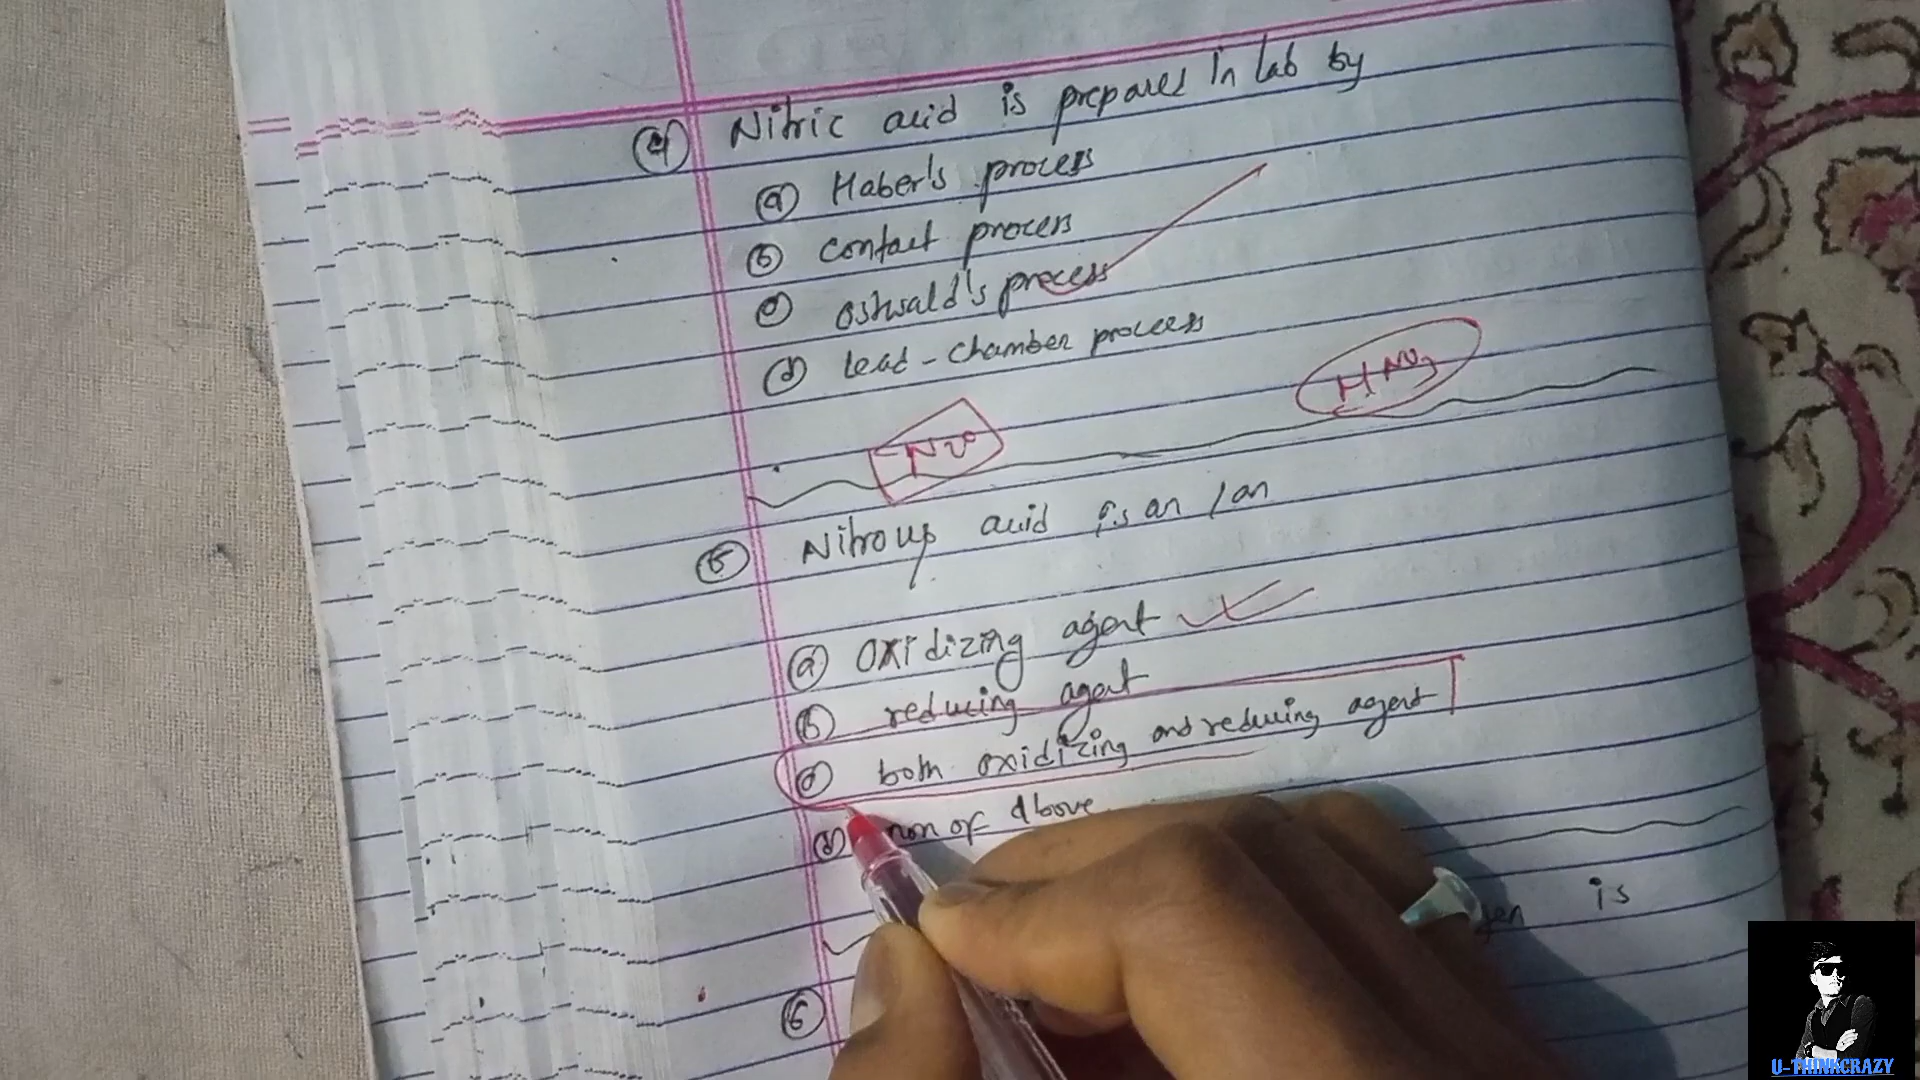 4 Nitric acid is prepared In Lab by
a Haber's process
b contact process
c ostwald's process
d lead-chamber process
HNO3
N2O
5 Nitrous acid is an / an
a Oxidizing agent
b reducing agent
c both oxidizing and reducing agent
d non of above
is
6
U-THINKCRAZY